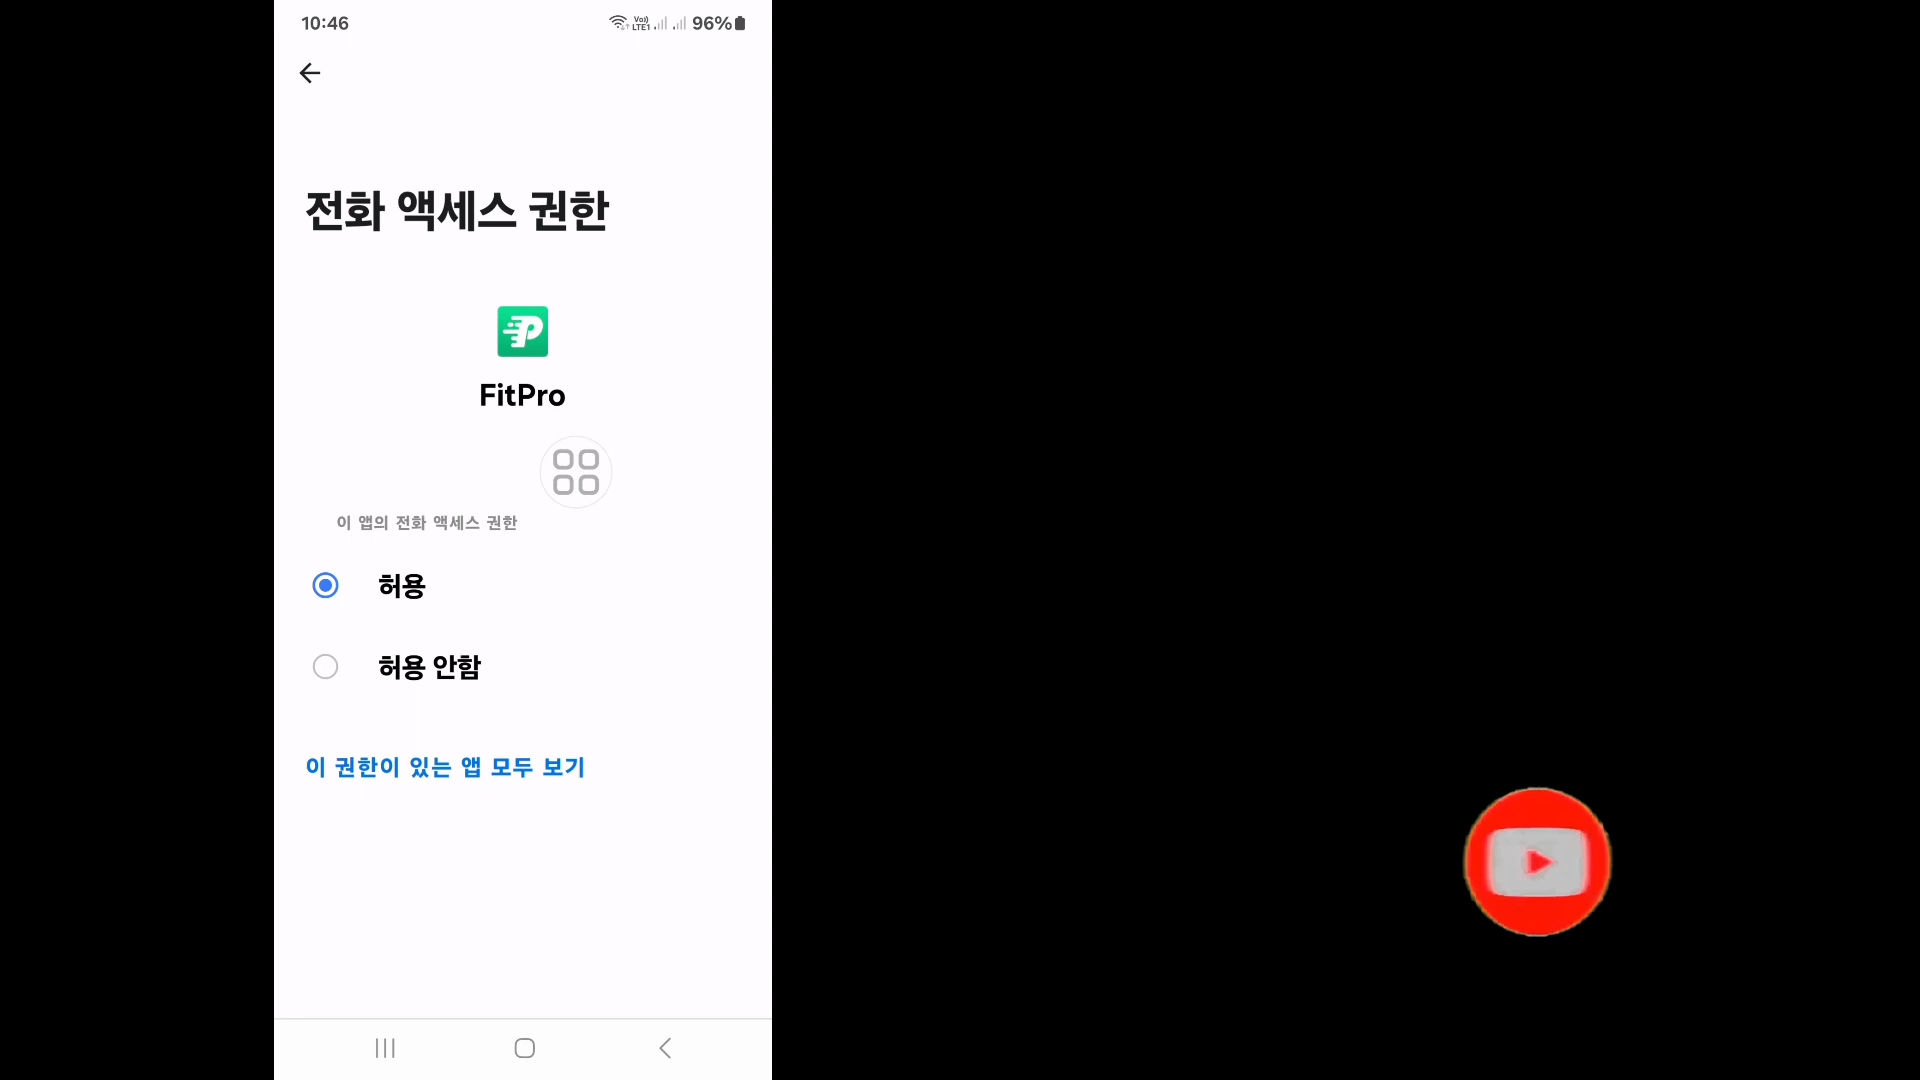 10:46
Vo)) LTE1 96%
전화 액세스 권한
FitPro
이 앱의 전화 액세스 권한
허용
허용 안함
이 권한이 있는 앱 모두 보기